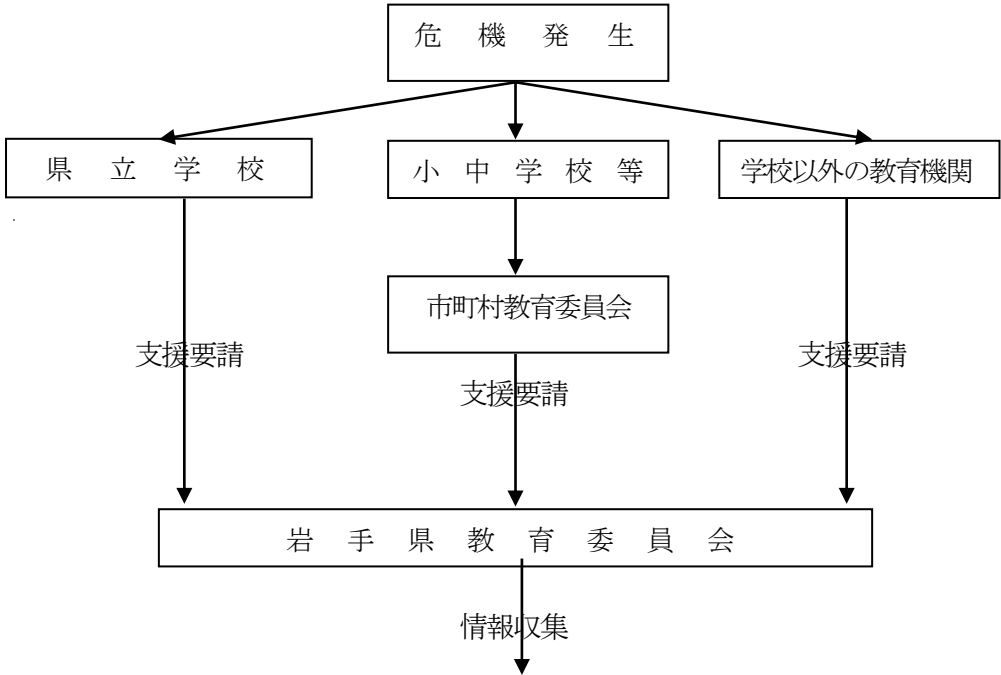 危機発生
県立学校
小中学校等
学校以外の教育機関
市町村教育委員会
支援要請
支援要請
支援要請
岩手県教育委員会
情報収集